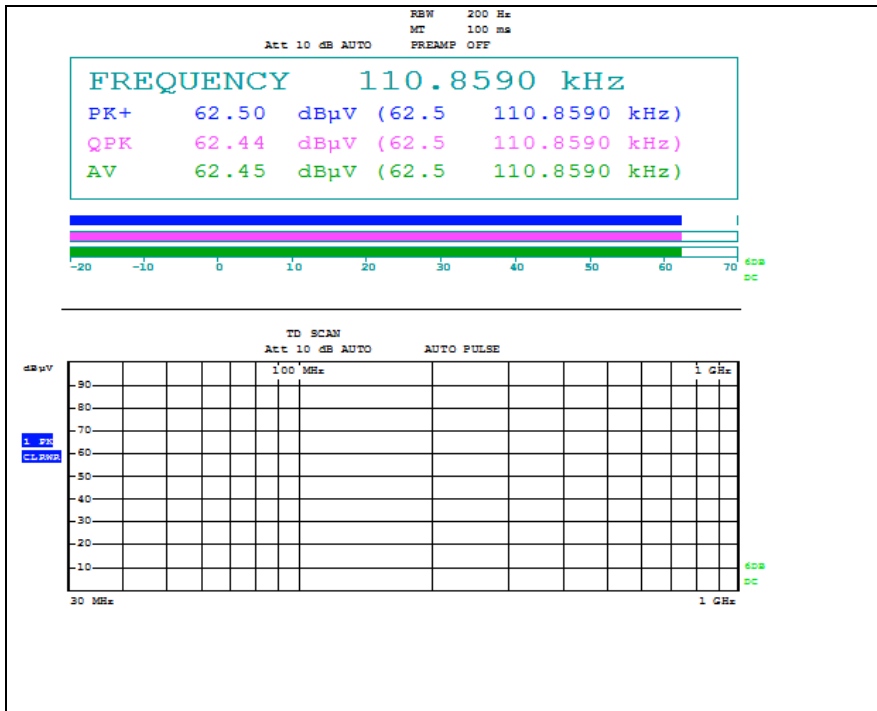 RBW 200 Hz
MT 100 ms
Att 10 dB AUTO PREAMP OFF
FREQUENCY 110.8590 kHz
PK+ 62.50 dBµV (62.5 110.8590 kHz)
QPK 62.44 dBµV (62.5 110.8590 kHz)
AV 62.45 dBµV (62.5 110.8590 kHz)
-20 -10 0 10 20 30 40 50 60 70 6DB
DC
TD SCAN
Att 10 dB AUTO AUTO PULSE
dBµV 100 MHz 1 GHz
90
80
70
1 PK
60
CLRWR
50
40
30
20
10 6DB
DC
30 MHz 1 GHz